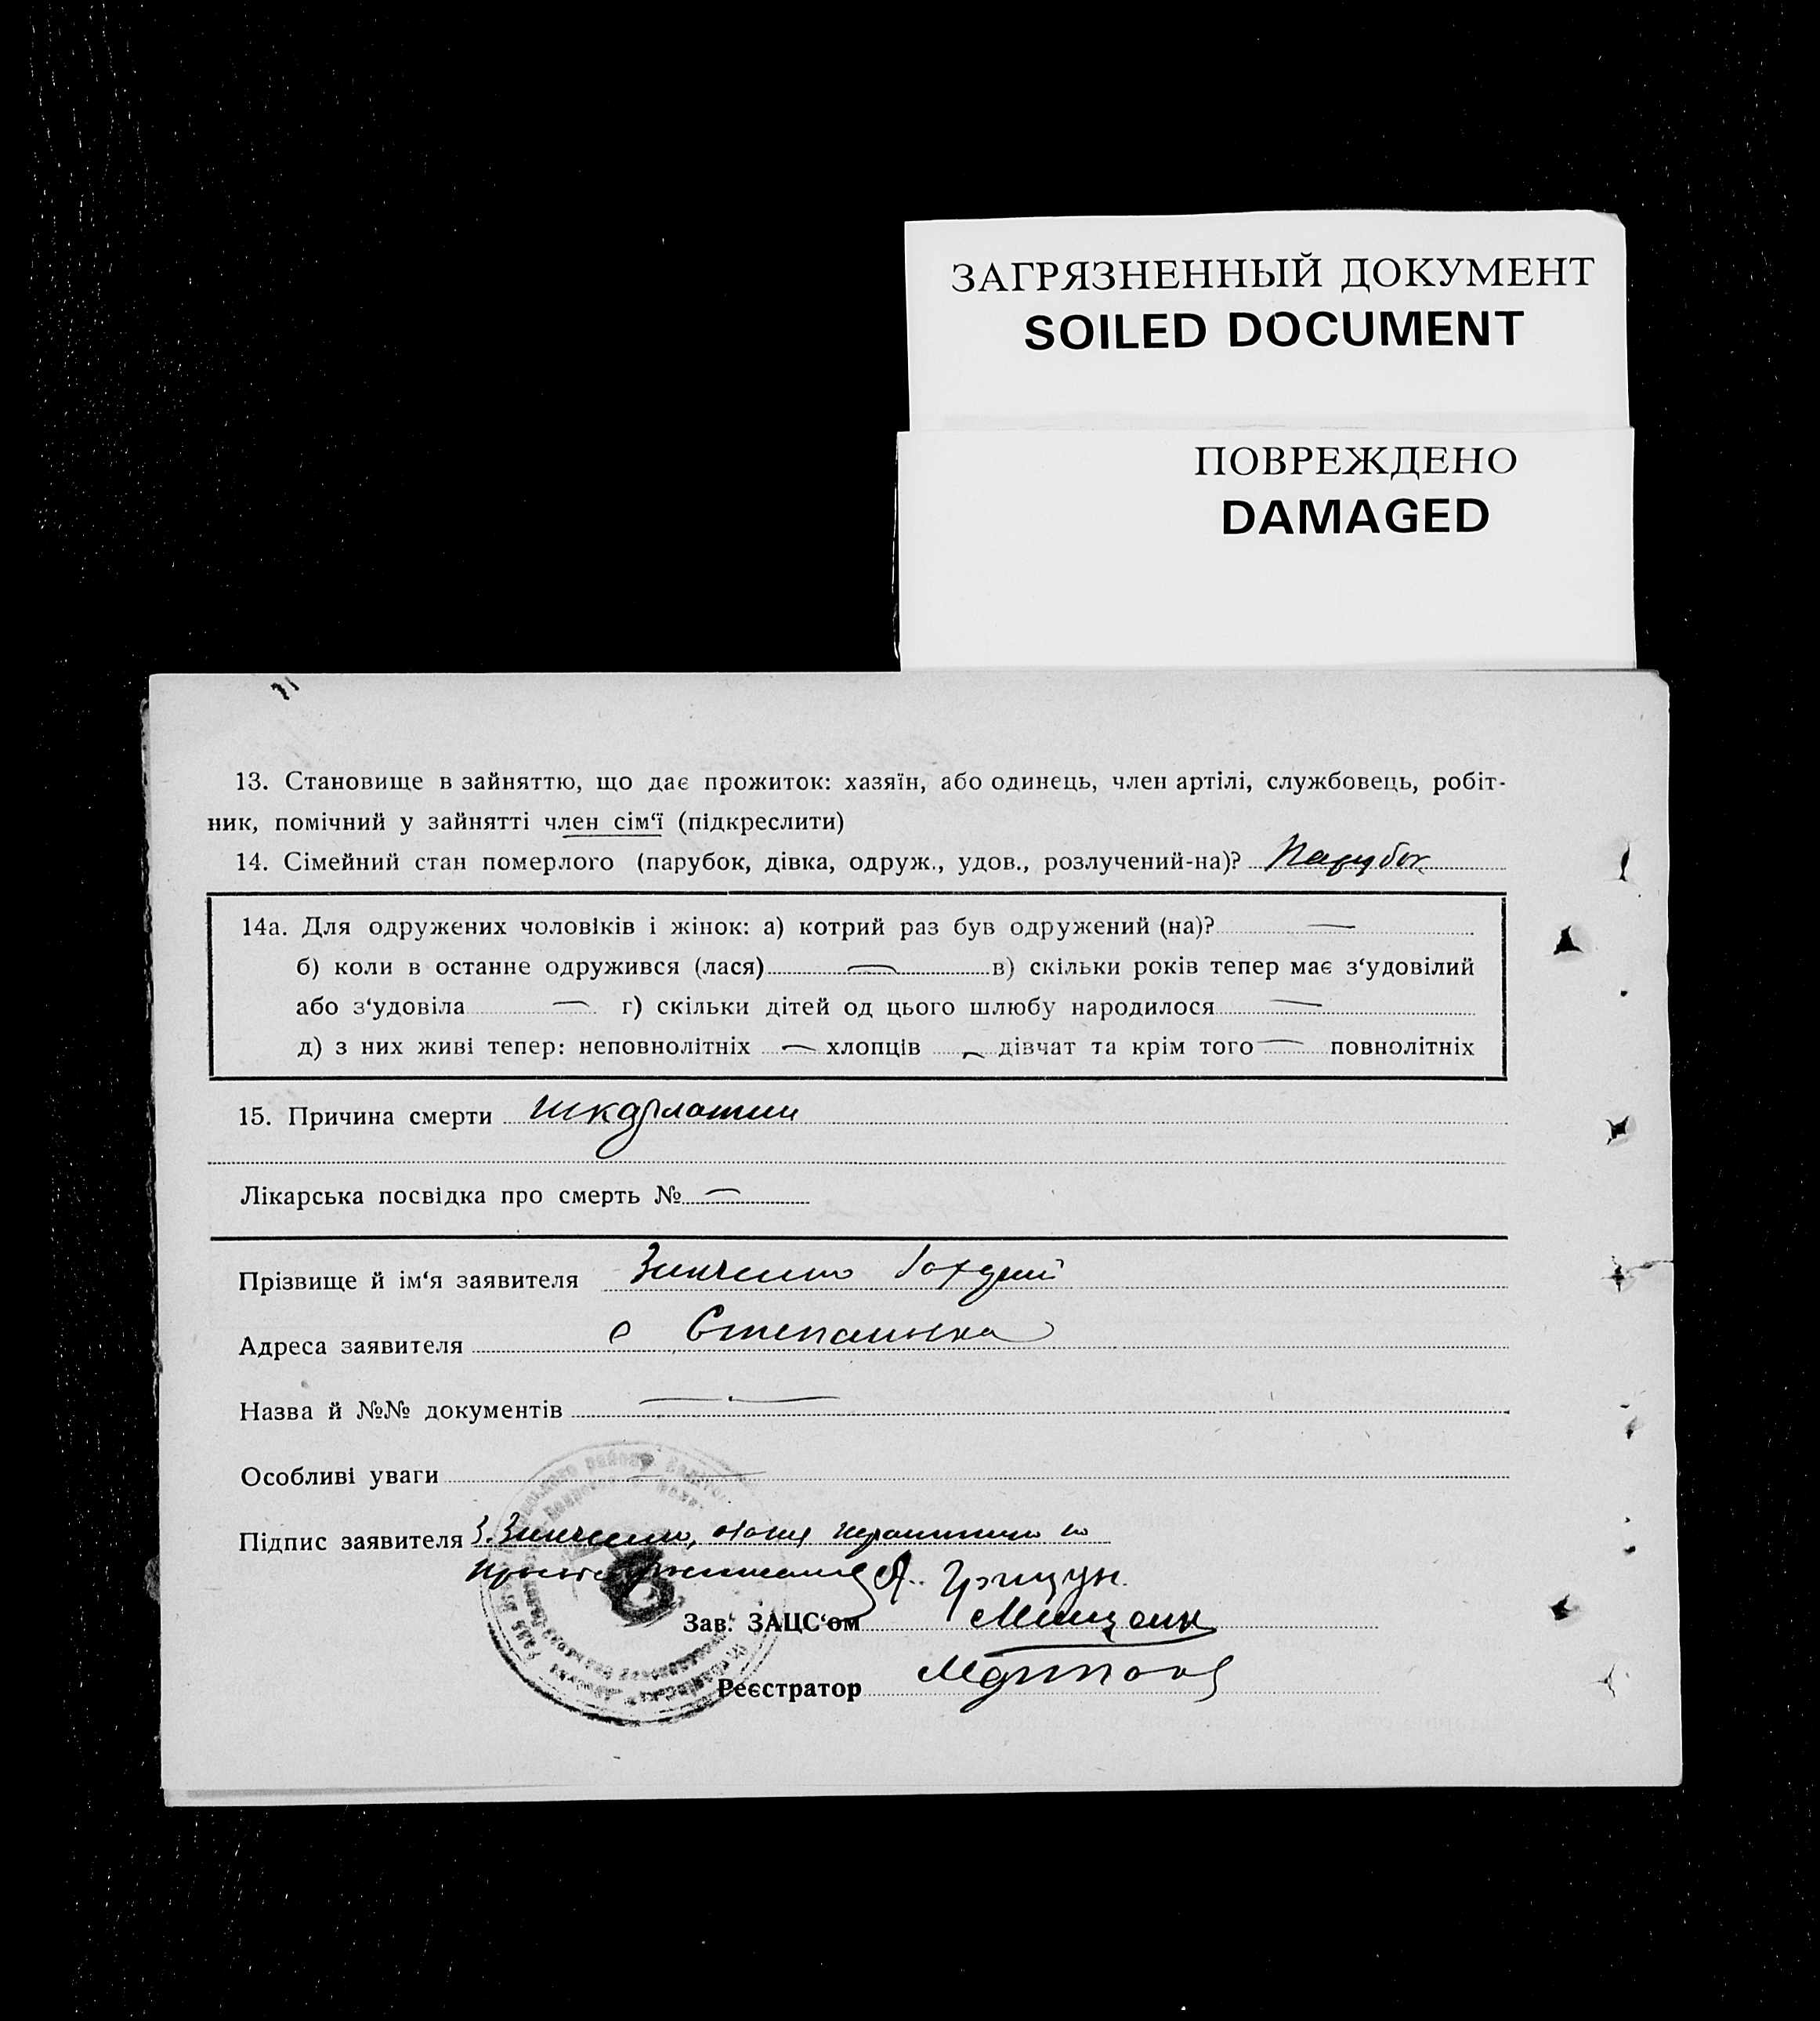 ЗАГРЯЗНЕННЫЙ ДОКУМЕНТ
SOILED DOCUMENT
ПОВРЕЖДЕНО
DAMAGED
13. Становище в зайняттю, що дає прожиток: хазяїн, або одинець, член артілі, службовець, робіт-
ник, помічний у зайнятті член сім‘ї (підкреслити)
14. Сімейний стан померлого (парубок, дівка, одруж., удов., розлучений-на)? Парубок
14а. Для одружених чоловіків і жінок: а) котрий раз був одружений (на)? —
б) коли в останне одружився (лася) — в) скільки років тепер має з‘удовілий
або з‘удовіла — г) скільки дітей од цього шлюбу народилося —
д) з них живі тепер: неповнолітніх — хлопців — дівчат та крім того — повнолітніх
15. Причина смерти шкарлатин
Лікарська посвідка про смерть № —
Прізвище й ім‘я заявителя Зинченко
Адреса заявителя с Степанівка
Назва й №№ документів —
Особливі уваги —
Підпис заявителя З. Зинченко,
А. Грицун
Зав. ЗАЦС‘ом
Реєстратор